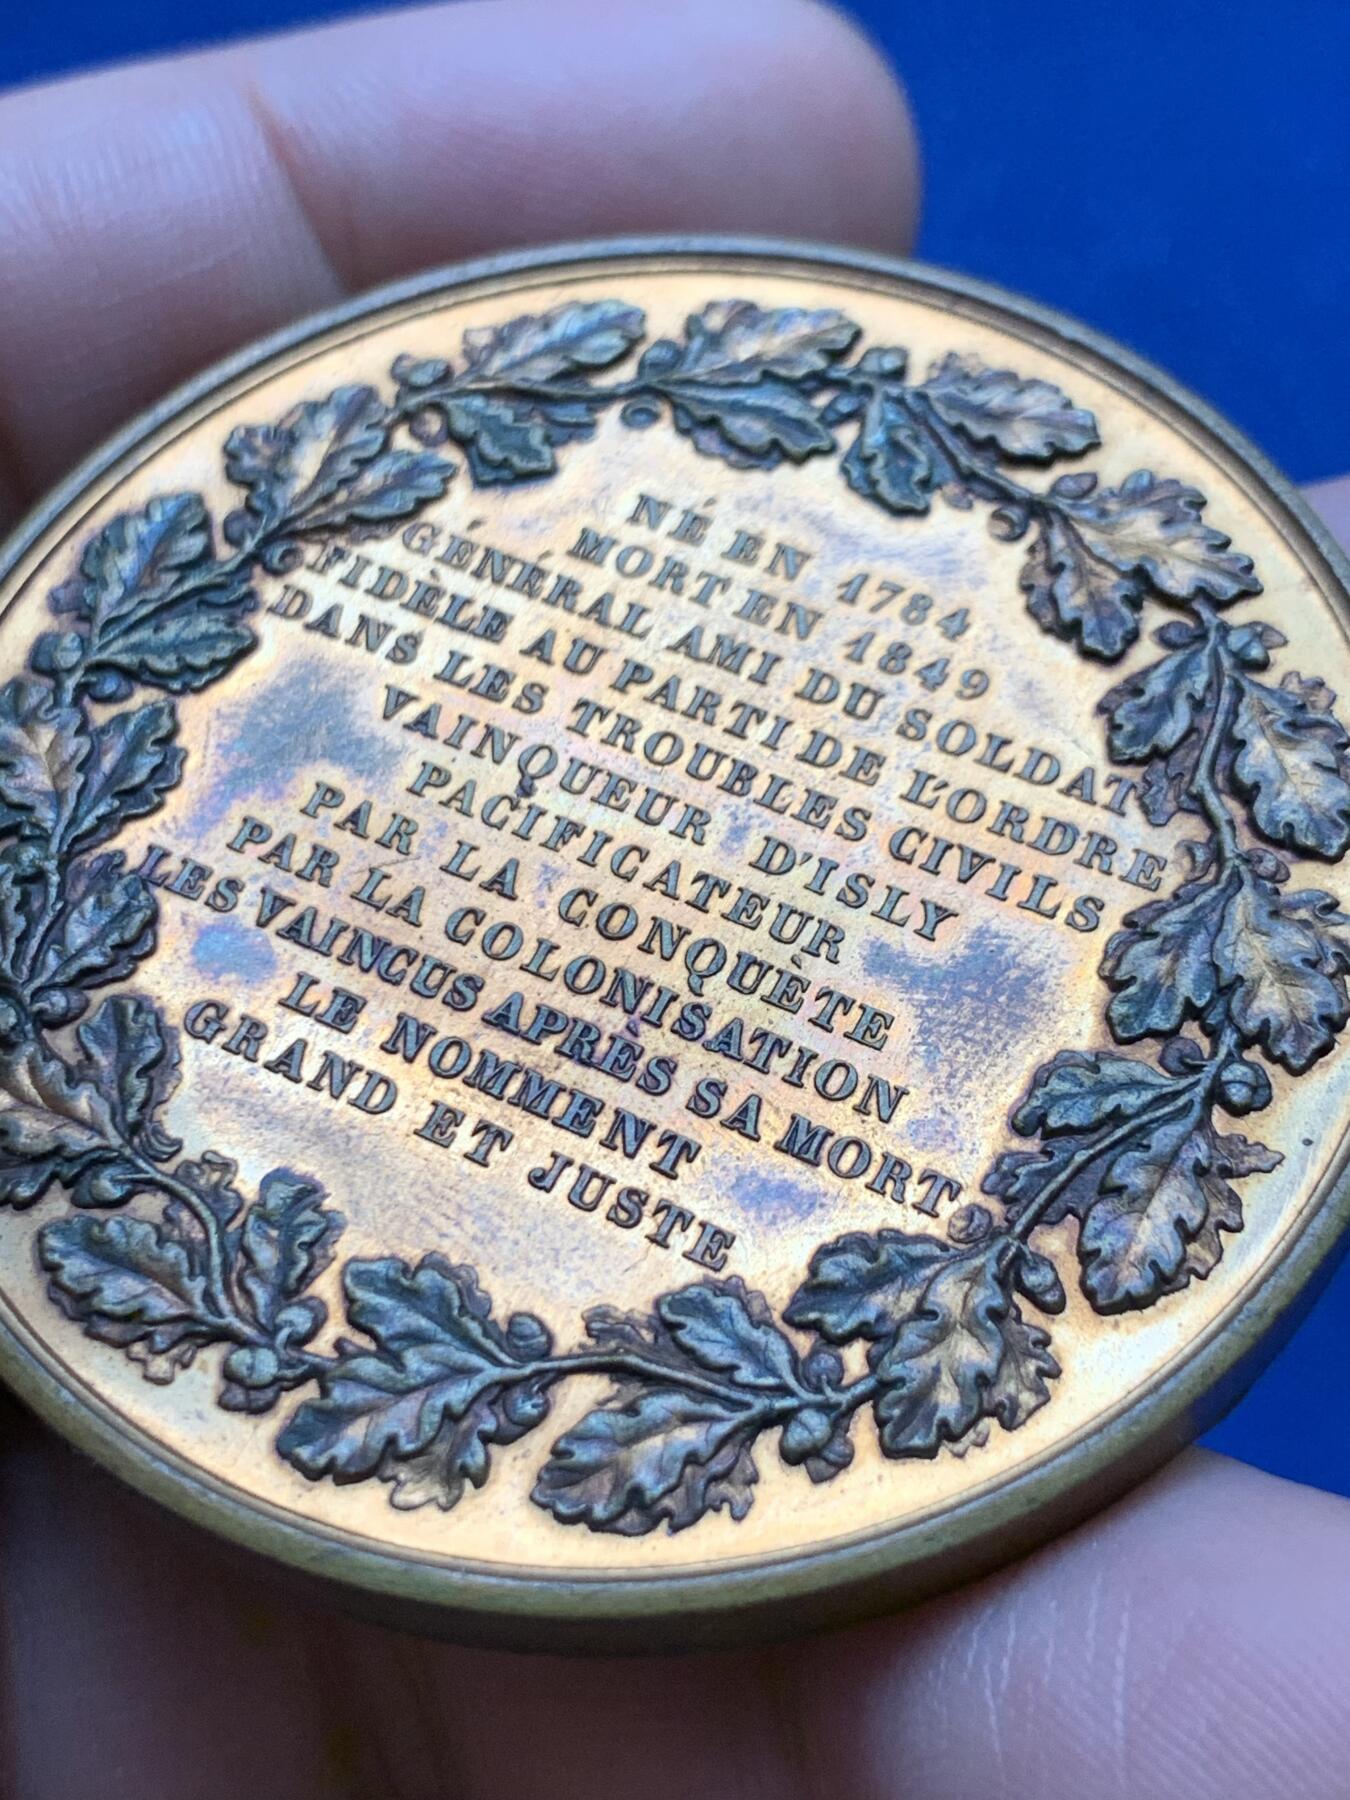 NÉ EN 1784
MORT EN 1849
GÉNÉRAL AMI DU SOLDAT
FIDÈLE AU PARTI DE L'ORDRE
DANS LES TROUBLES CIVILS
VAINQUEUR D'ISLY
PACIFICATEUR
PAR LA CONQUÈTE
PAR LA COLONISATION
LES VAINCUS APRÈS SA MORT
LE NOMMENT
GRAND ET JUSTE